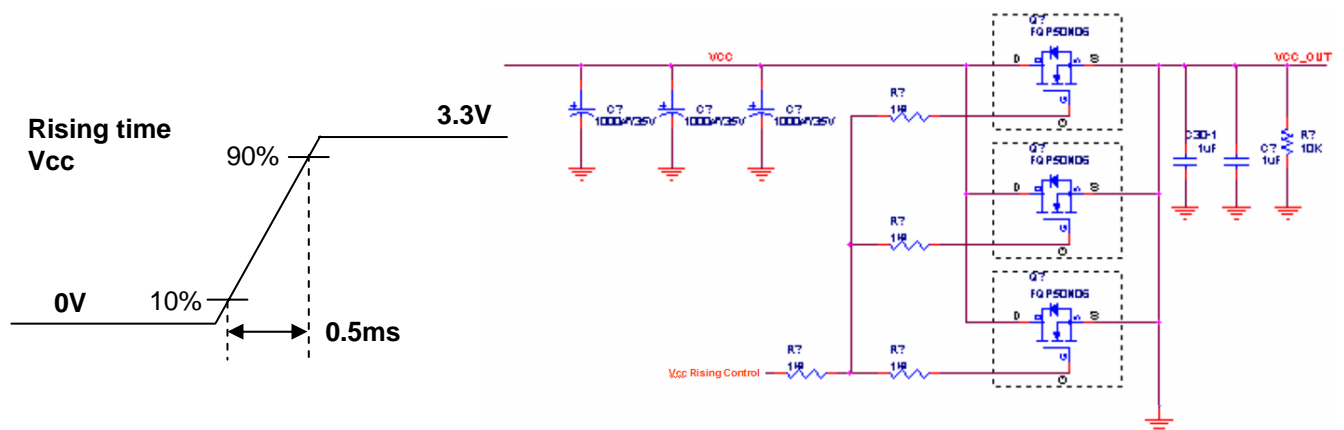 Rising time
Vcc
3.3V
90%
0V
10%
0.5ms
VCC
C?
1000uF/35V
C?
1000uF/35V
C?
1000uF/35V
R?
1K
Q?
FQP50N06
D
S
G
VCC_OUT
C30-1
1uF
C?
1uF
R?
10K
R?
1K
Q?
FQP50N06
D
S
G
Q?
FQP50N06
D
S
G
Vcc Rising Control
R?
1K
R?
1K